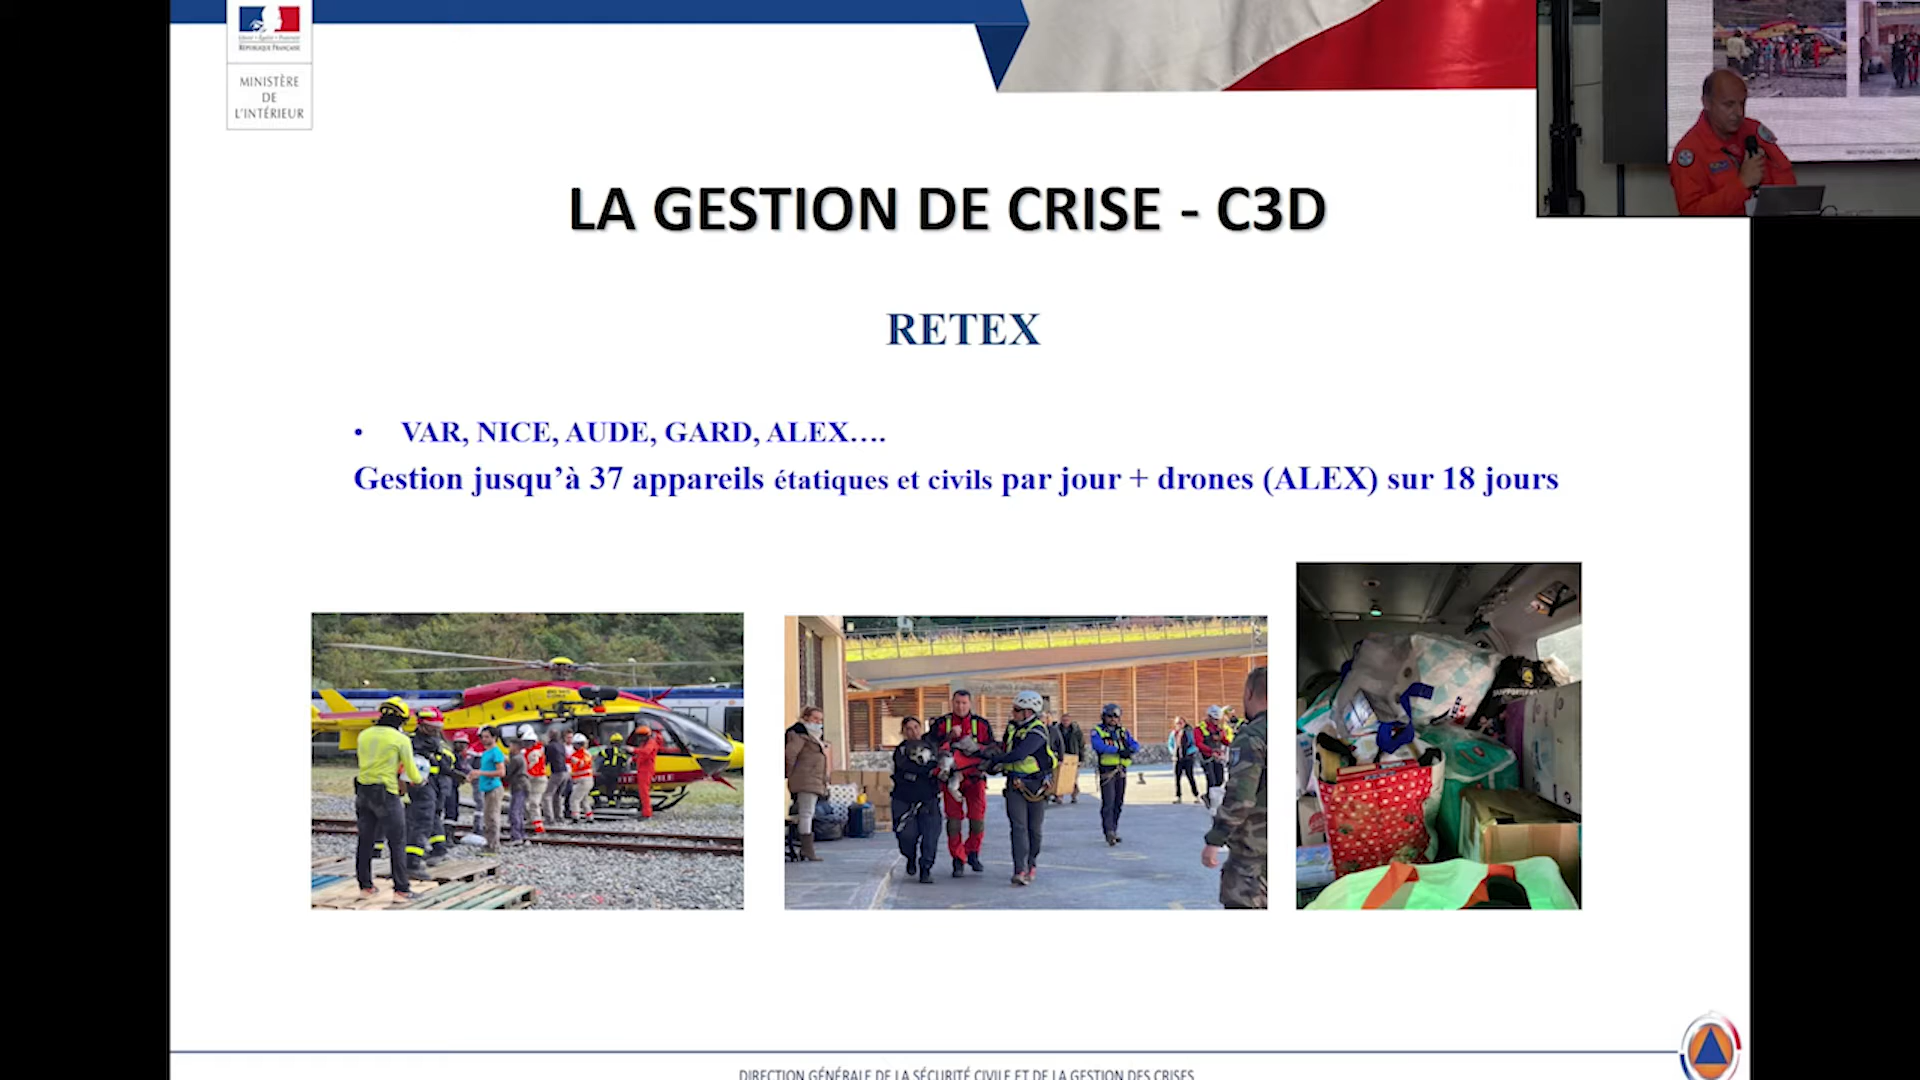 RÉPUBLIQUE FRANÇAISE
MINISTÈRE
DE
L'INTÉRIEUR
LA GESTION DE CRISE - C3D
RETEX
• VAR, NICE, AUDE, GARD, ALEX….
Gestion jusqu'à 37 appareils étatiques et civils par jour + drones (ALEX) sur 18 jours
DIRECTION GÉNÉRALE DE LA SÉCURITÉ CIVILE ET DE LA GESTION DES CRISES